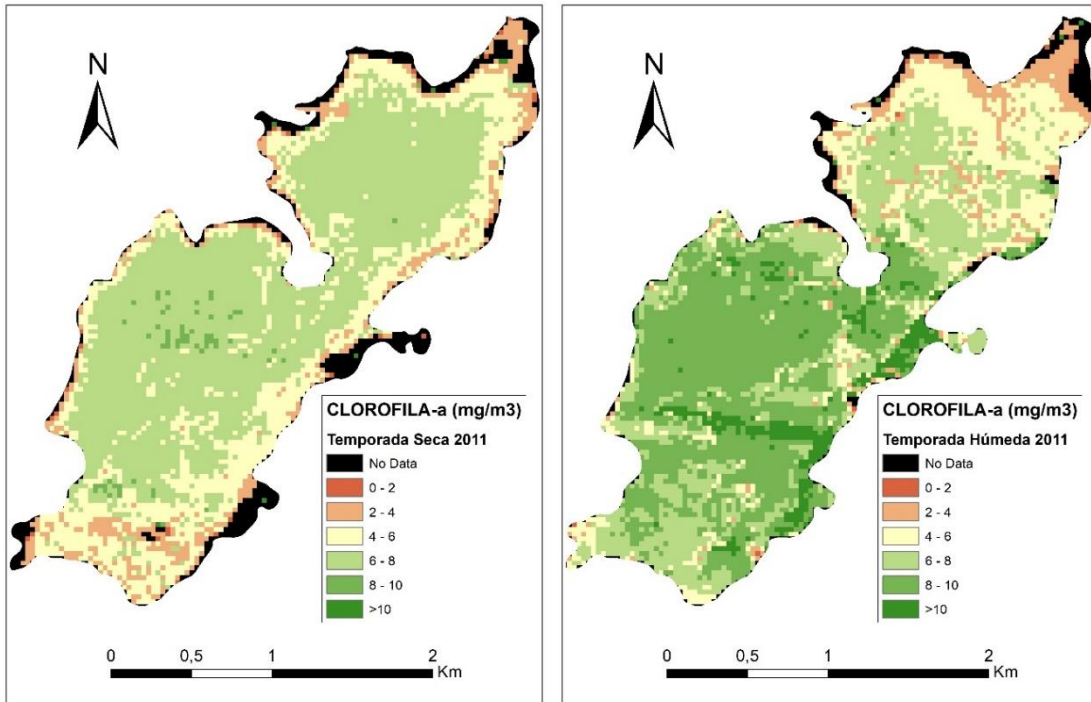 N
CLOROFILA-a (mg/m3)
Temporada Seca 2011
No Data
0 - 2
2 - 4
4 - 6
6 - 8
8 - 10
>10
0 0,5 1 2
Km
N
CLOROFILA-a (mg/m3)
Temporada Húmeda 2011
No Data
0 - 2
2 - 4
4 - 6
6 - 8
8 - 10
>10
0 0,5 1 2
Km